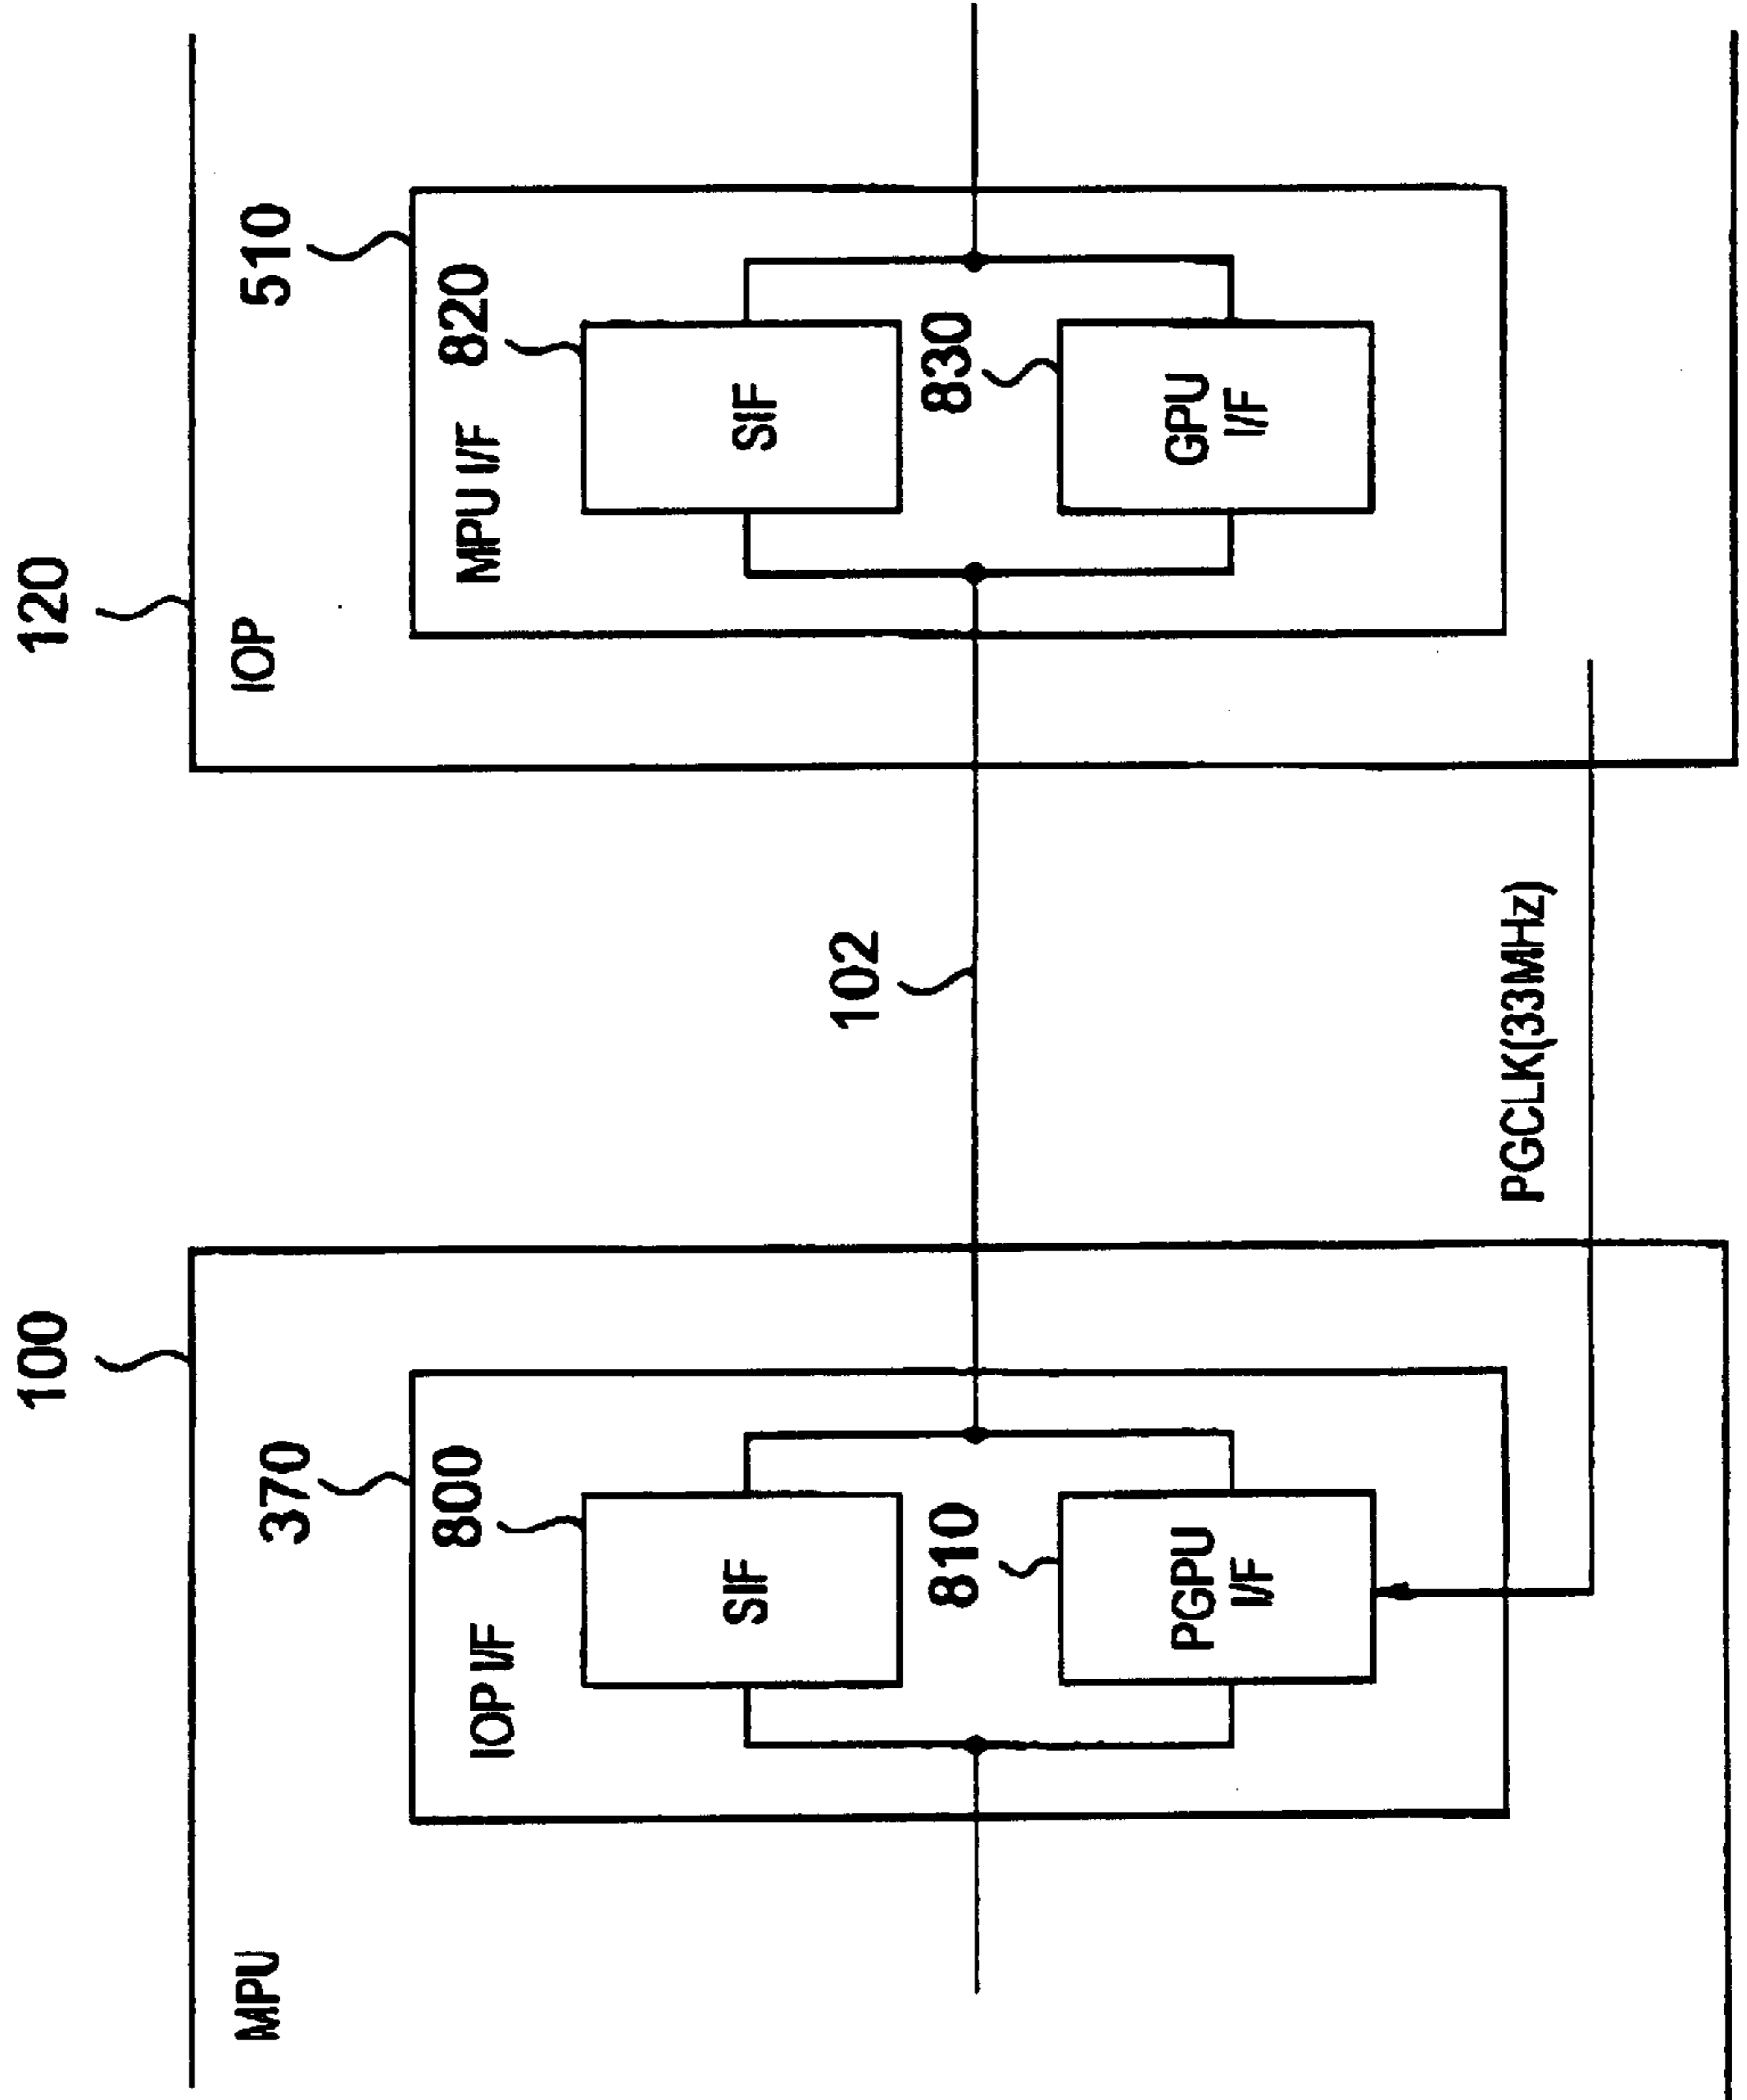 100
120
MPU
370
IOP I/F
800
SIF
810
PGPU
I/F
102
PGCLK(33MHz)
IOP
510
MPU I/F
820
SIF
830
GPU
I/F